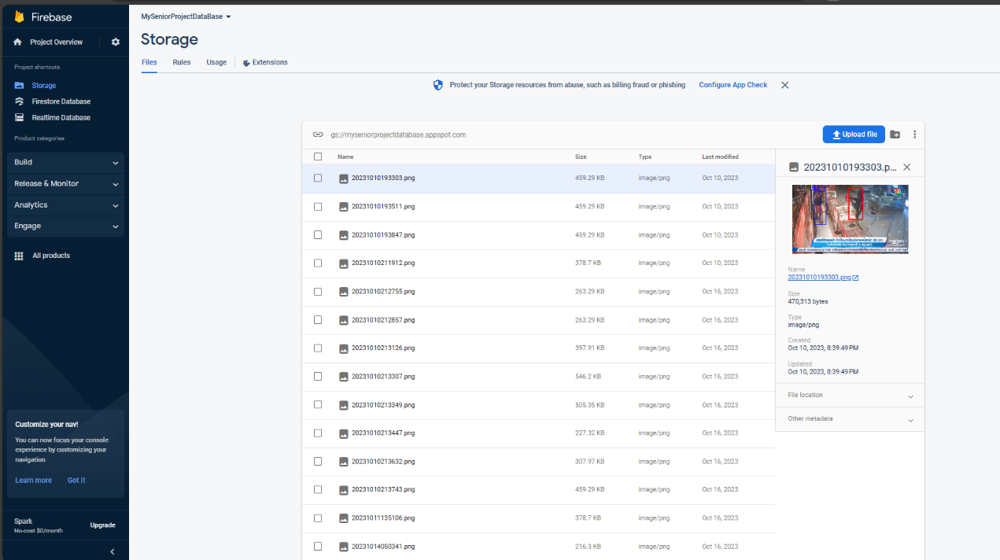 Firebase
Project Overview
Project shortcuts
Storage
Firestore Database
Realtime Database
Product categories
Build
Release & Monitor
Analytics
Engage
All products
Customize your nav!
You can now focus your console
experience by customizing your
navigation
Learn more Got it
Spark
No-cost $0/month
Upgrade
MySeniorProjectDataBase
Storage
Files Rules Usage Extensions
Protect your Storage resources from abuse, such as billing fraud or phishing Configure App Check
gs://myseniorprojectdatabase.appspot.com
Upload file
Name Size Type Last modified
20231010193303.png 459.29 KB image/png Oct 10, 2023
20231010193511.png 459.29 KB image/png Oct 10, 2023
20231010193847.png 459.29 KB image/png Oct 10, 2023
20231010211912.png 378.7 KB image/png Oct 10, 2023
20231010212755.png 263.29 KB image/png Oct 16, 2023
20231010212857.png 263.29 KB image/png Oct 16, 2023
20231010213126.png 397.91 KB image/png Oct 16, 2023
20231010213307.png 546.2 KB image/png Oct 16, 2023
20231010213349.png 505.35 KB image/png Oct 16, 2023
20231010213447.png 227.32 KB image/png Oct 16, 2023
20231010213632.png 307.97 KB image/png Oct 16, 2023
20231010213743.png 459.29 KB image/png Oct 16, 2023
20231011135106.png 378.7 KB image/png Oct 16, 2023
20231014050341.png 216.3 KB image/png Oct 16, 2023
20231010193303.p...
Name
20231010193303.png
Size
470,313 bytes
Type
image/png
Created
Oct 10, 2023, 8:39:49 PM
Updated
Oct 10, 2023, 8:39:49 PM
File location
Other metadata